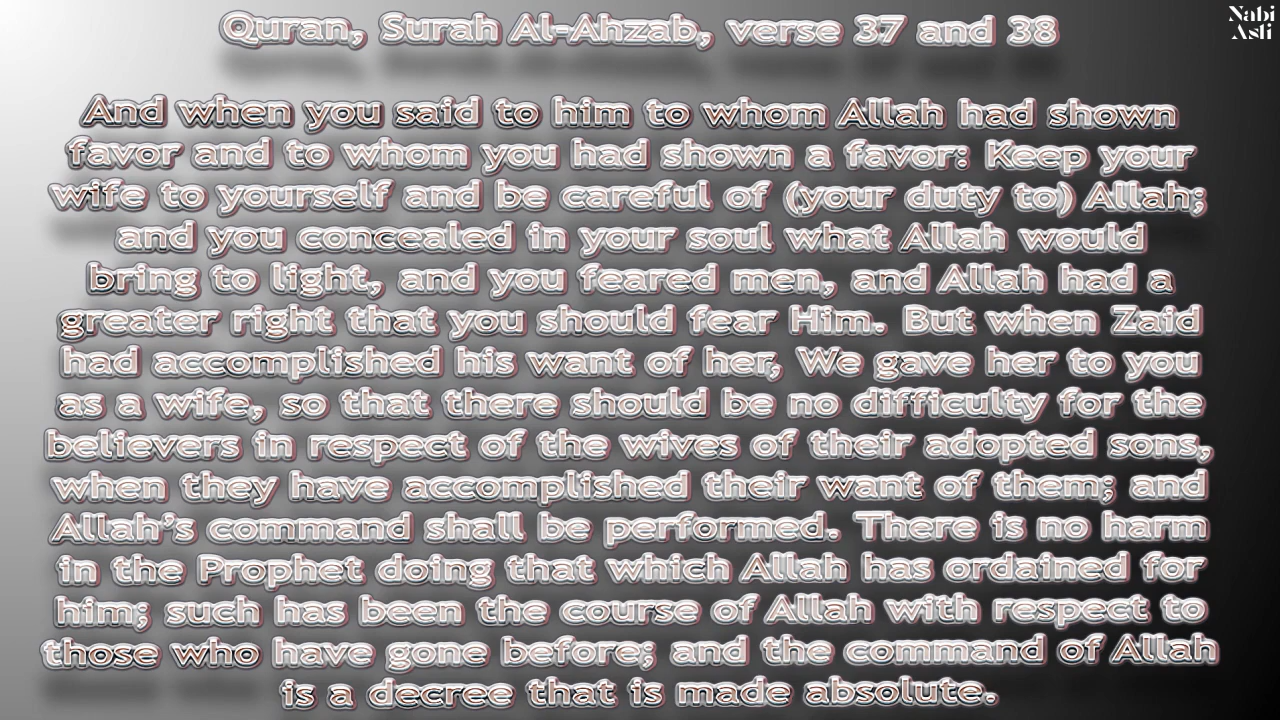 Quran, Surah Al-Ahzab, verse 37 and 38
Nabi
Asli
And when you said to him to whom Allah had shown
favor and to whom you had shown a favor: Keep your
wife to yourself and be careful of (your duty to) Allah;
and you concealed in your soul what Allah would
bring to light, and you feared men, and Allah had a
greater right that you should fear Him. But when Zaid
had accomplished his want of her, We gave her to you
as a wife, so that there should be no difficulty for the
believers in respect of the wives of their adopted sons,
when they have accomplished their want of them; and
Allah's command shall be performed. There is no harm
in the Prophet doing that which Allah has ordained for
him; such has been the course of Allah with respect to
those who have gone before; and the command of Allah
is a decree that is made absolute.